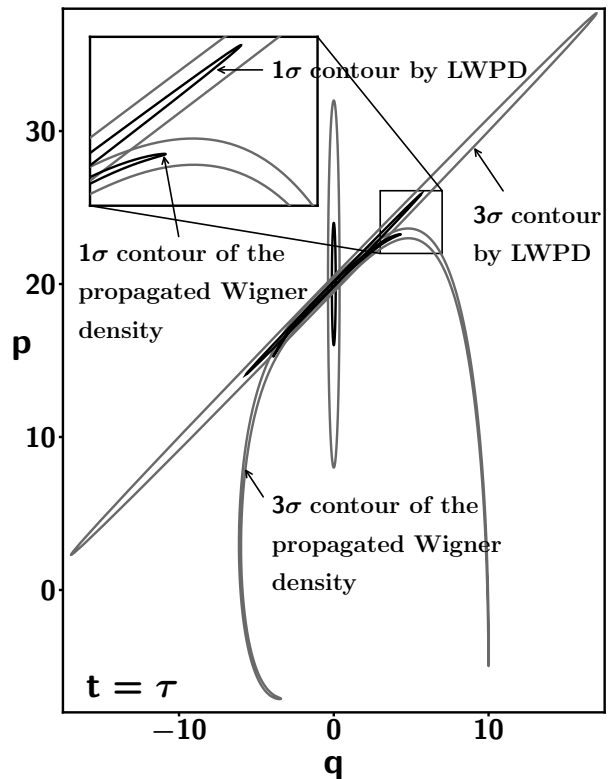 1σ contour by LWPD
30
3σ contour
by LWPD
1σ contour of the
propagated Wigner
density
20
p
10
3σ contour of the
propagated Wigner
density
0
t = τ
−10
0
10
q